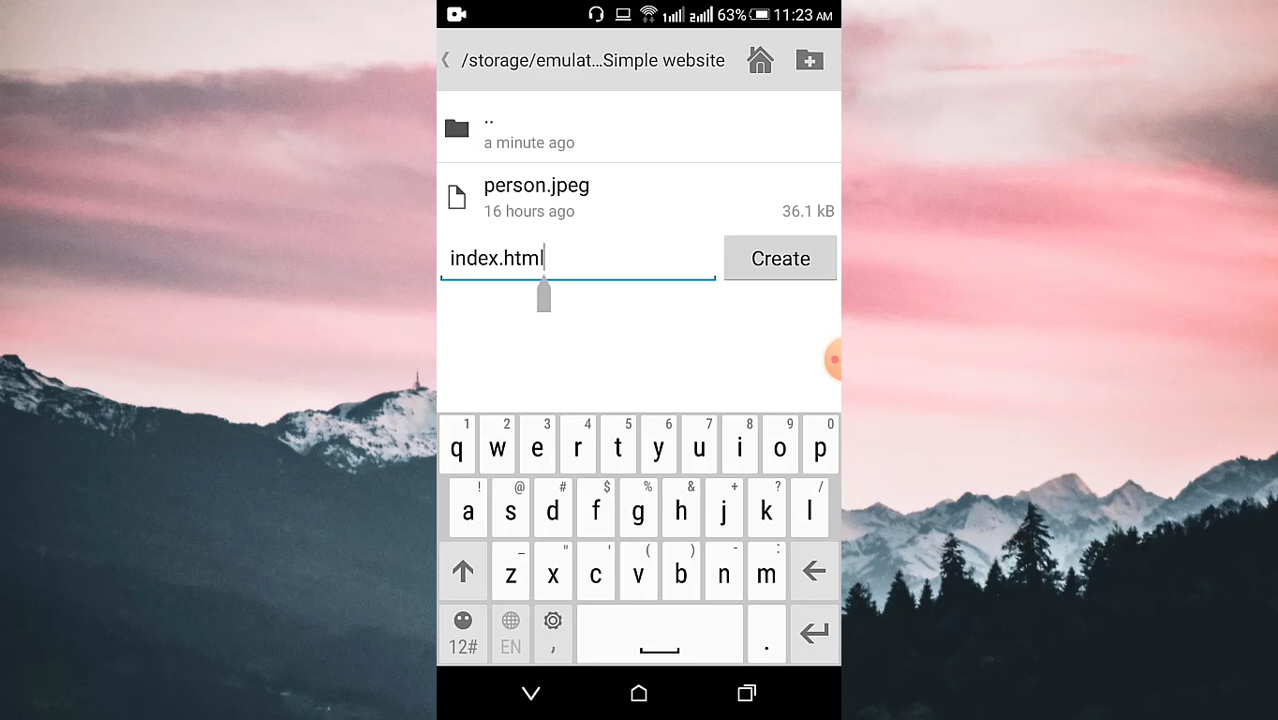 63% 11:23 AM
/storage/emulat...Simple website
..
a minute ago
person.jpeg
16 hours ago 36.1 kB
index.html Create
1 2 3 4 5 6 7 8 9 0
q w e r t y u i o p
! @ # $ % & + ? /
a s d f g h j k l
_ " ' ( ) - :
z x c v b n m
12# EN , .